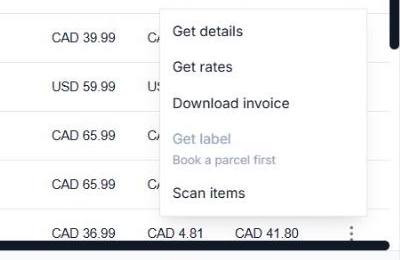 CAD 39.99
Get details
USD 59.99
Get rates
Download invoice
CAD 65.99
Get label
Book a parcel first
CAD 65.99
Scan items
CAD 36.99 CAD 4.81 CAD 41.80